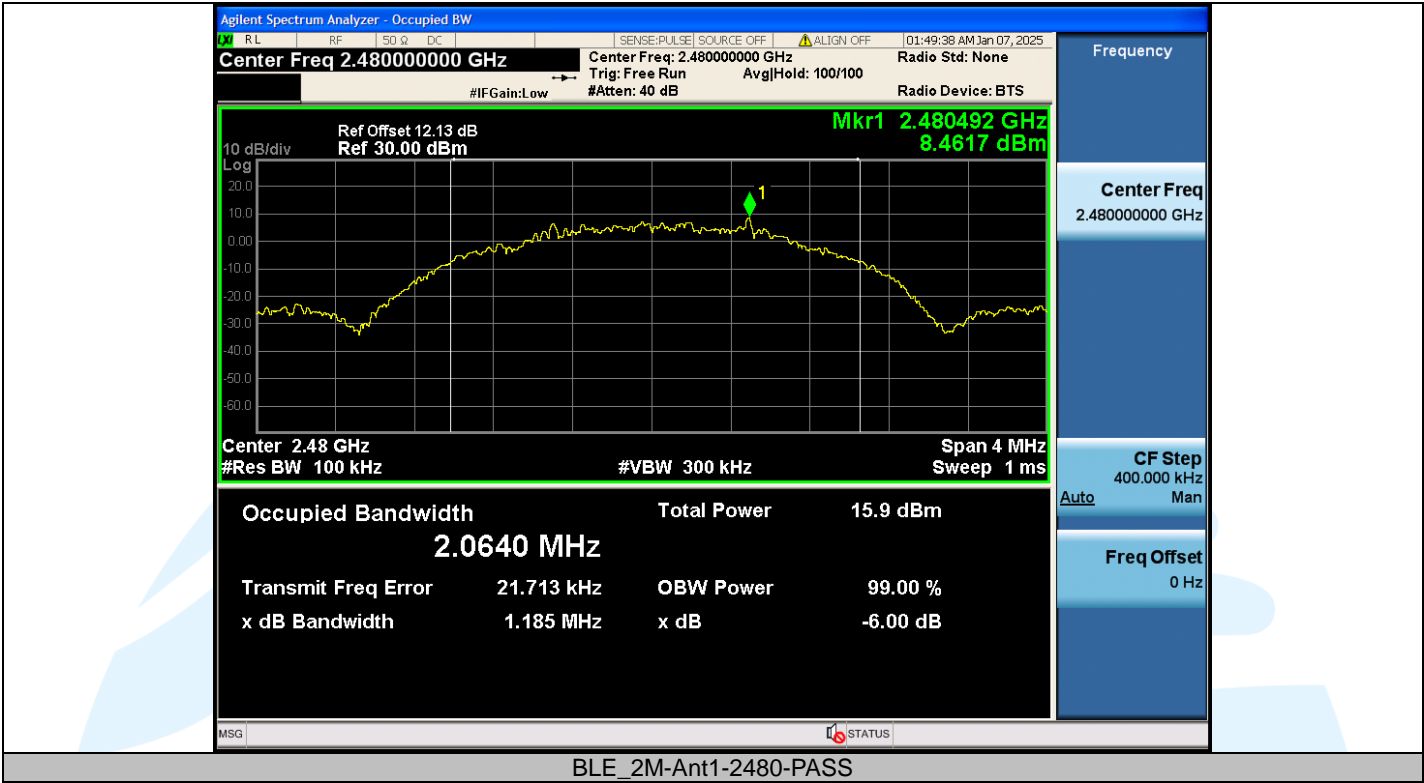 Agilent Spectrum Analyzer - Occupied BW
LXI RL RF 50 Ω DC SENSE:PULSE SOURCE OFF ALIGN OFF 01:49:38 AM Jan 07, 2025
Center Freq 2.480000000 GHz
Center Freq: 2.480000000 GHz
Radio Std: None
Trig: Free Run Avg|Hold: 100/100
#IFGain:Low #Atten: 40 dB Radio Device: BTS
Frequency
Mkr1 2.480492 GHz
8.4617 dBm
Ref Offset 12.13 dB
10 dB/div Ref 30.00 dBm
Log
20.0
10.0
0.00
-10.0
-20.0
-30.0
-40.0
-50.0
-60.0
1
Center 2.48 GHz Span 4 MHz
#Res BW 100 kHz #VBW 300 kHz Sweep 1 ms
Occupied Bandwidth Total Power 15.9 dBm
2.0640 MHz
Transmit Freq Error 21.713 kHz OBW Power 99.00 %
x dB Bandwidth 1.185 MHz x dB -6.00 dB
Center Freq
2.480000000 GHz
CF Step
400.000 kHz
Auto Man
Freq Offset
0 Hz
MSG STATUS
BLE_2M-Ant1-2480-PASS